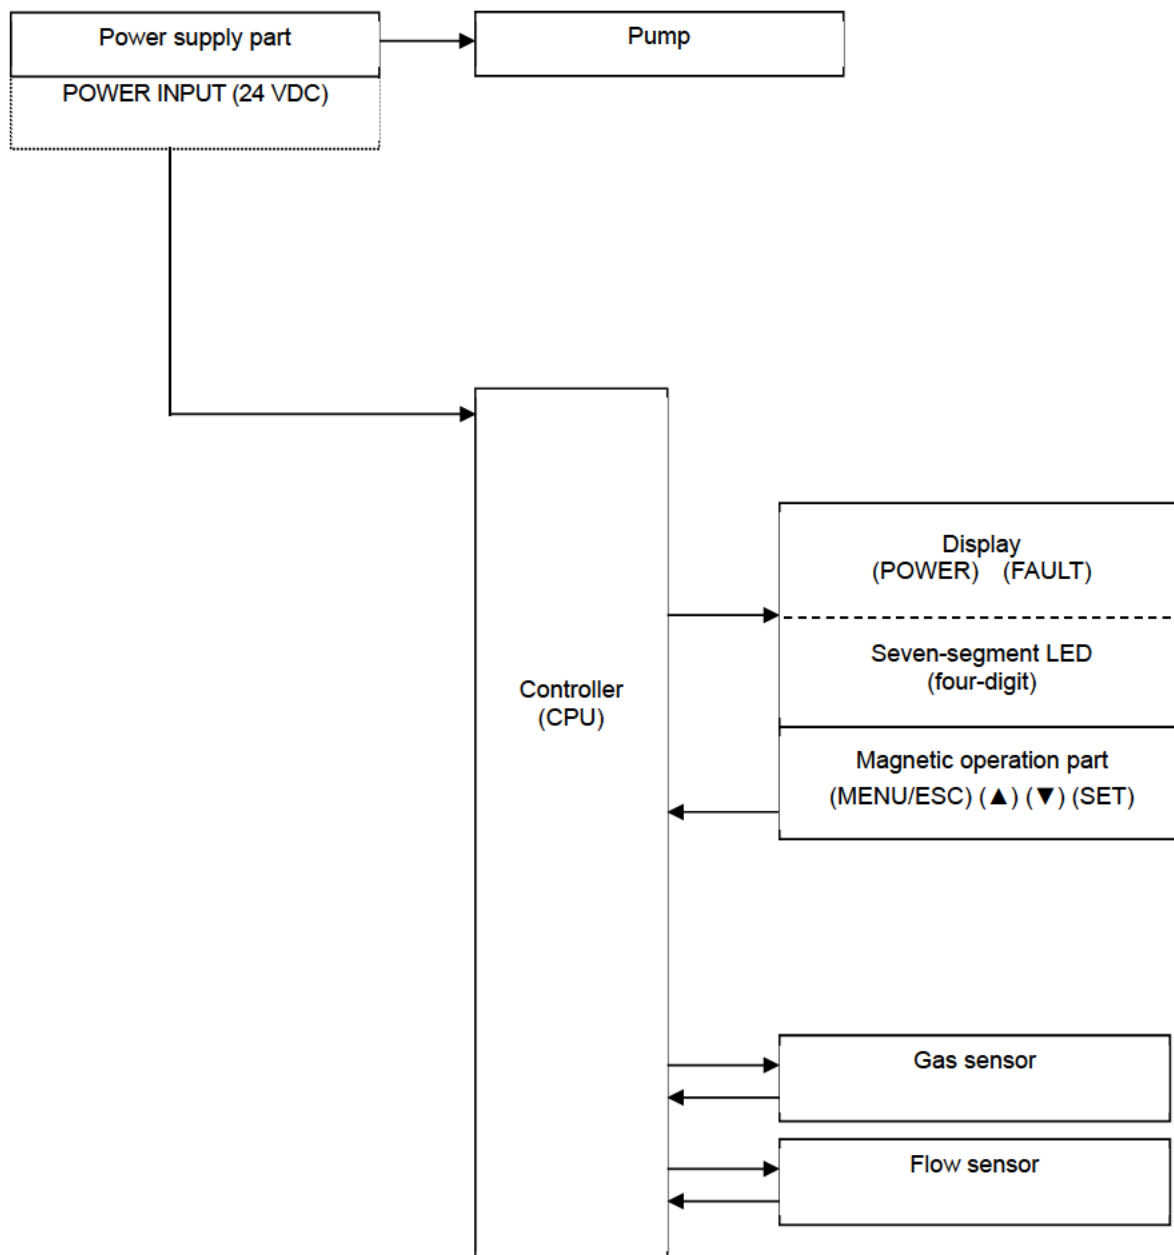 Power supply part
Pump
POWER INPUT (24 VDC)
Display
(POWER) (FAULT)
Seven-segment LED
(four-digit)
Controller
(CPU)
Magnetic operation part
(MENU/ESC) (▲) (▼) (SET)
Gas sensor
Flow sensor